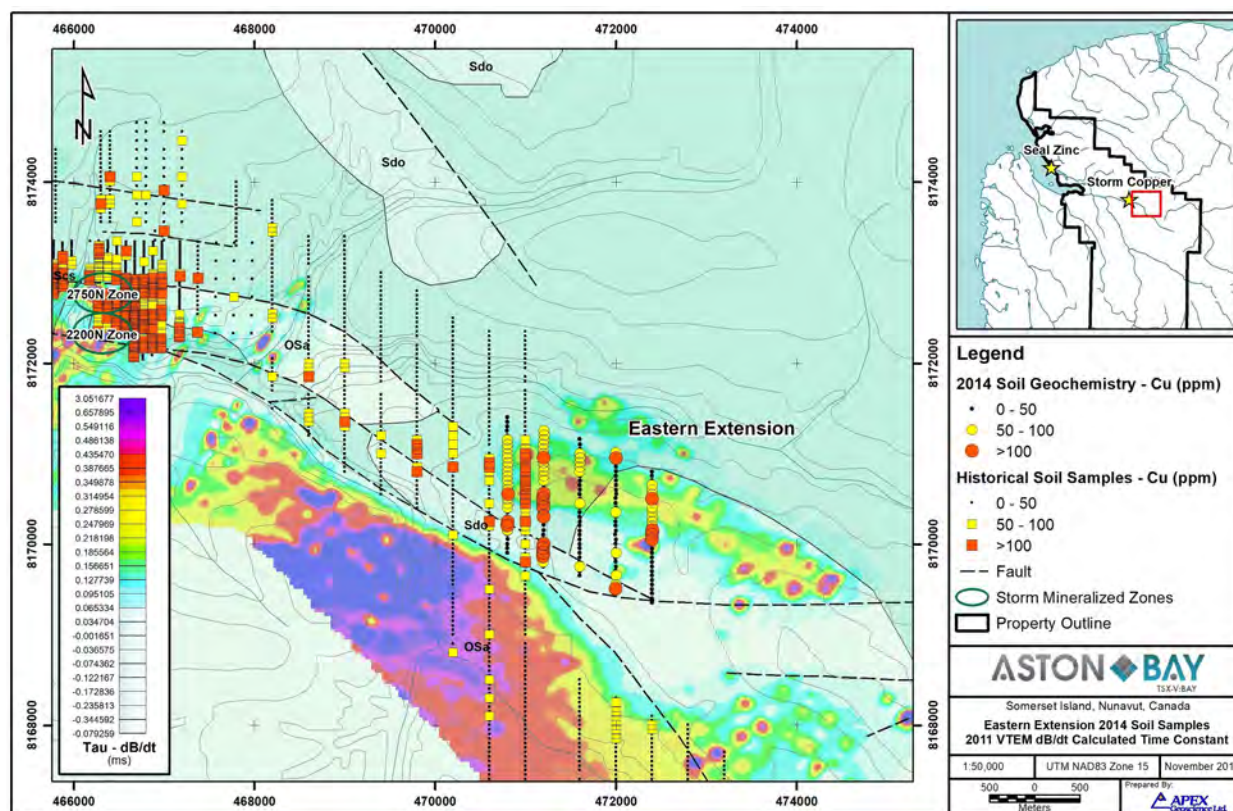 466000
468000
470000
472000
474000
Sdo
Sdo
N
8174000
8174000
Scs
2750N Zone
2200N Zone
OSa
8172000
8172000
Eastern Extension
3.051677
0.657895
0.549116
0.486138
0.435470
0.387665
0.349878
0.314954
0.278599
0.247969
0.218198
0.185564
0.156651
0.127739
0.095105
0.065334
0.034704
-0.001651
-0.036575
-0.074362
-0.122167
-0.172836
-0.235813
-0.344592
-0.079259
Tau - dB/dt
(ms)
8170000
8170000
Sdo
OSa
8168000
8168000
466000
468000
470000
472000
474000
Seal Zinc
Storm Copper
Legend
2014 Soil Geochemistry - Cu (ppm)
0 - 50
50 - 100
>100
Historical Soil Samples - Cu (ppm)
0 - 50
50 - 100
>100
Fault
Storm Mineralized Zones
Property Outline
ASTON BAY
TSX-V:BAY
Somerset Island, Nunavut, Canada
Eastern Extension 2014 Soil Samples
2011 VTEM dB/dt Calculated Time Constant
1:50,000
UTM NAD83 Zone 15
November 201
500 0 500
Meters
Prepared By:
APEX
Geoscience Ltd.